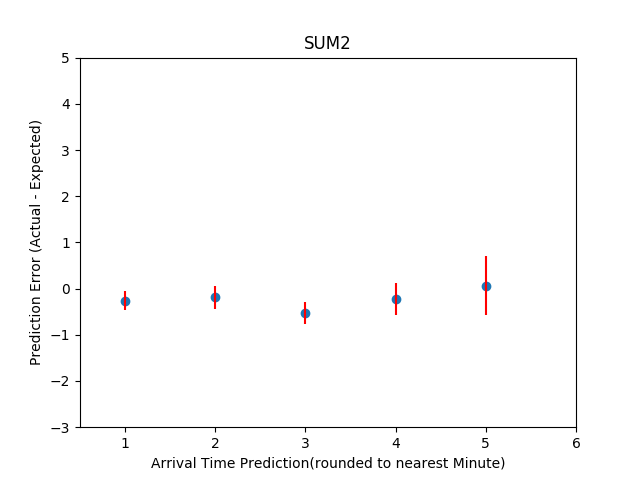 SUM2
Prediction Error (Actual - Expected)
5
4
3
2
1
0
−1
−2
−3
1 2 3 4 5 6
Arrival Time Prediction(rounded to nearest Minute)